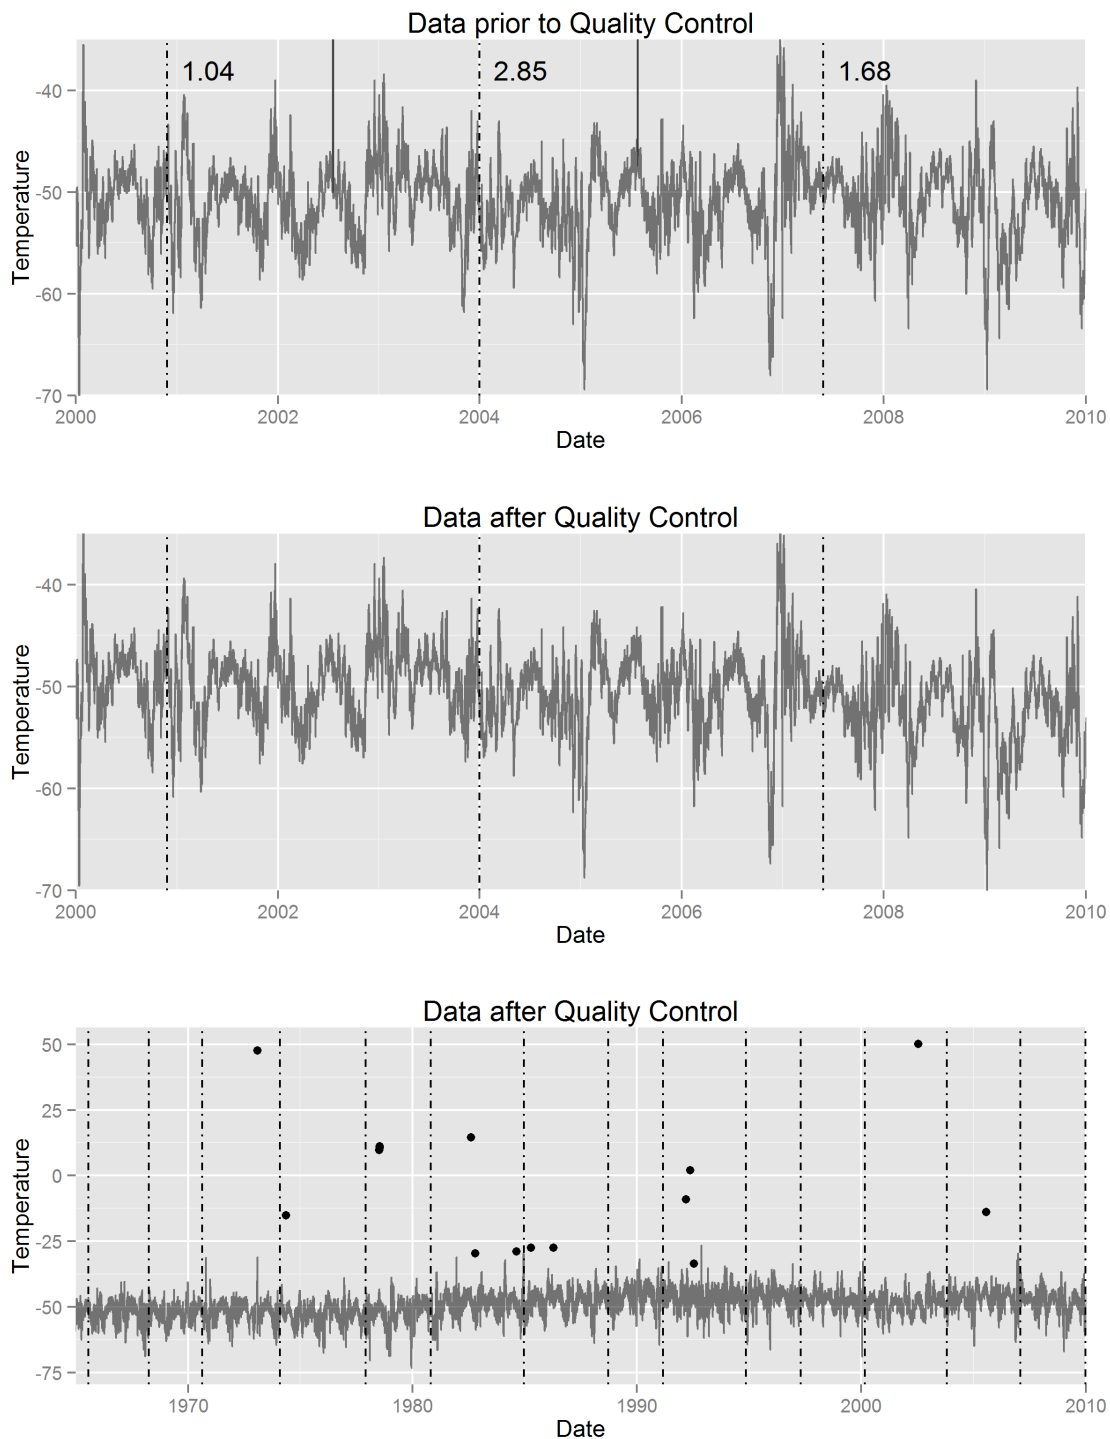 Data prior to Quality Control
1.04 2.85 1.68
Temperature
-40
-50
-60
-70
2000 2002 2004 2006 2008 2010
Date
Data after Quality Control
Temperature
-40
-50
-60
-70
2000 2002 2004 2006 2008 2010
Date
Data after Quality Control
Temperature
50
25
0
-25
-50
-75
1970 1980 1990 2000 2010
Date